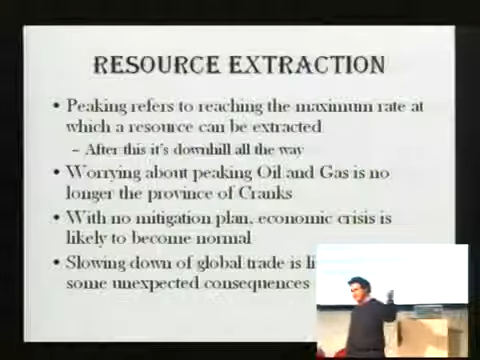 RESOURCE EXTRACTION
• Peaking refers to reaching the maximum rate at
which a resource can be extracted
– After this it's downhill all the way
• Worrying about peaking Oil and Gas is no
longer the province of Cranks
• With no mitigation plan, economic crisis is
likely to become normal
• Slowing down of global trade is
some unexpected consequences